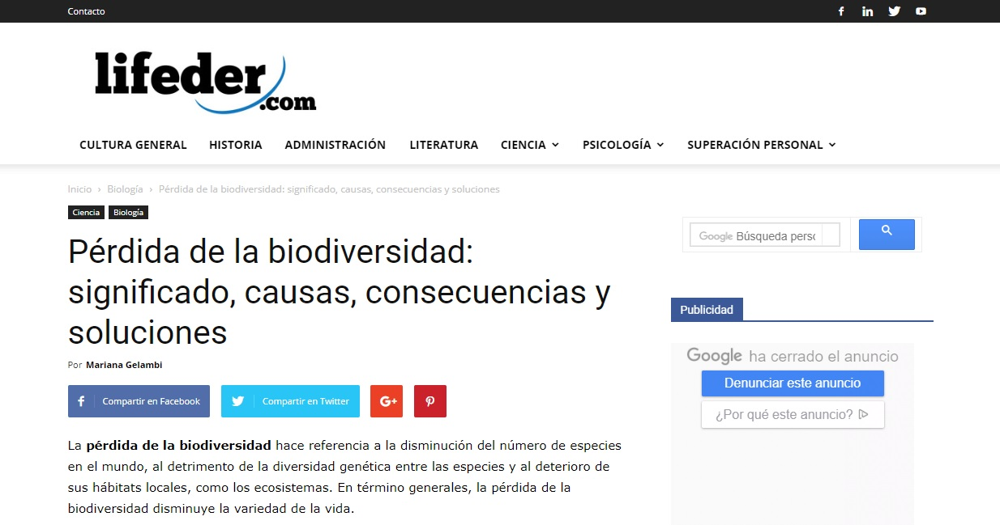 Contacto
lifeder
.com
CULTURA GENERAL HISTORIA ADMINISTRACIÓN LITERATURA CIENCIA PSICOLOGÍA SUPERACIÓN PERSONAL
Inicio › Biología › Pérdida de la biodiversidad: significado, causas, consecuencias y soluciones
Ciencia Biología
Pérdida de la biodiversidad:
significado, causas, consecuencias y
soluciones
Por Mariana Gelambi
Compartir en Facebook Compartir en Twitter G+
La pérdida de la biodiversidad hace referencia a la disminución del número de especies
en el mundo, al detrimento de la diversidad genética entre las especies y al deterioro de
sus hábitats locales, como los ecosistemas. En término generales, la pérdida de la
biodiversidad disminuye la variedad de la vida.
Google Búsqueda perso
Publicidad
Google ha cerrado el anuncio
Denunciar este anuncio
¿Por qué este anuncio?